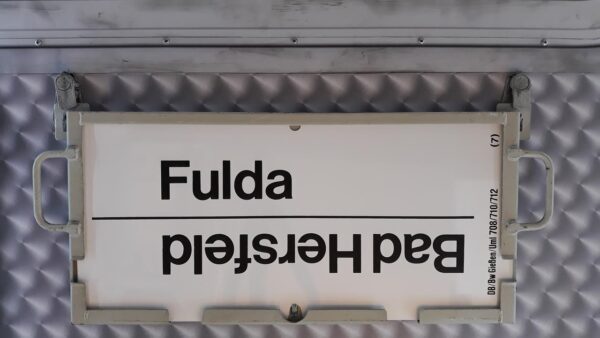 Fulda
Bad Hersfeld
DB/Bw Gießen/Uml 708/710/712 (7)